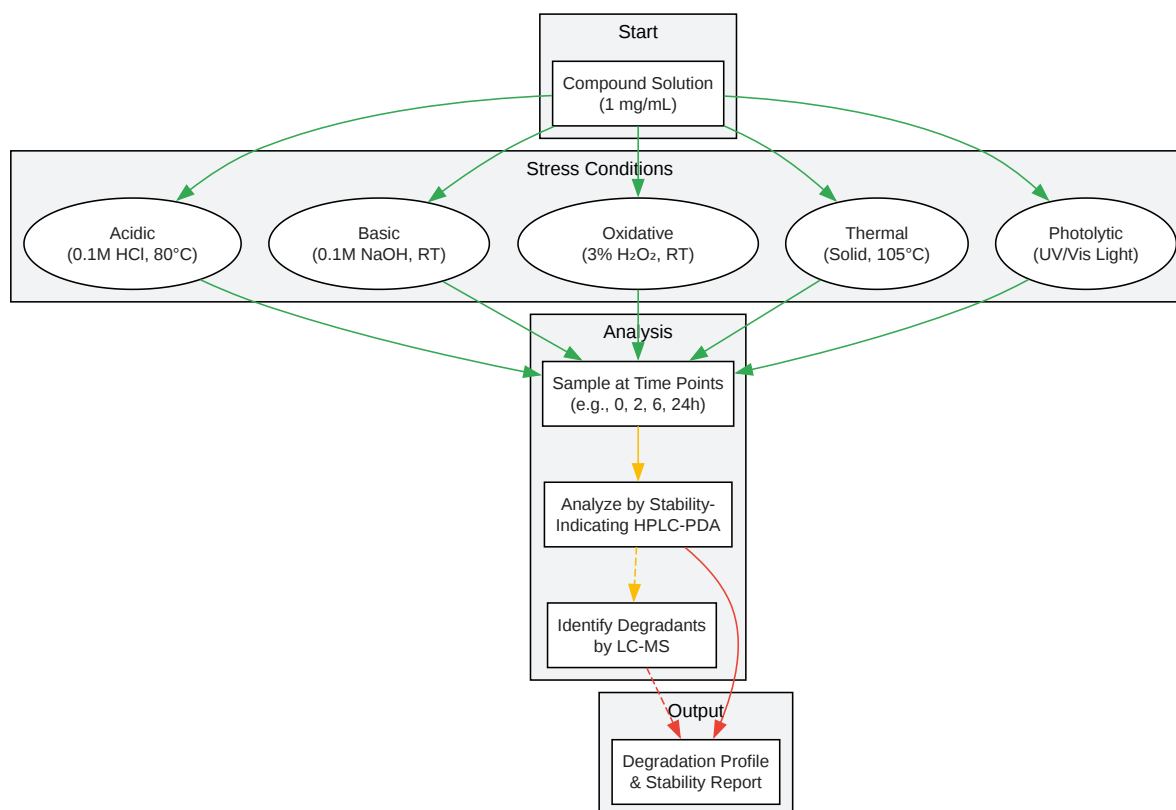 Start
Compound Solution
(1 mg/mL)
Stress Conditions
Acidic
(0.1M HCl, 80°C)
Basic
(0.1M NaOH, RT)
Oxidative
(3% H₂O₂, RT)
Thermal
(Solid, 105°C)
Photolytic
(UV/Vis Light)
Analysis
Sample at Time Points
(e.g., 0, 2, 6, 24h)
Analyze by Stability-
Indicating HPLC-PDA
Identify Degradants
by LC-MS
Output
Degradation Profile
& Stability Report